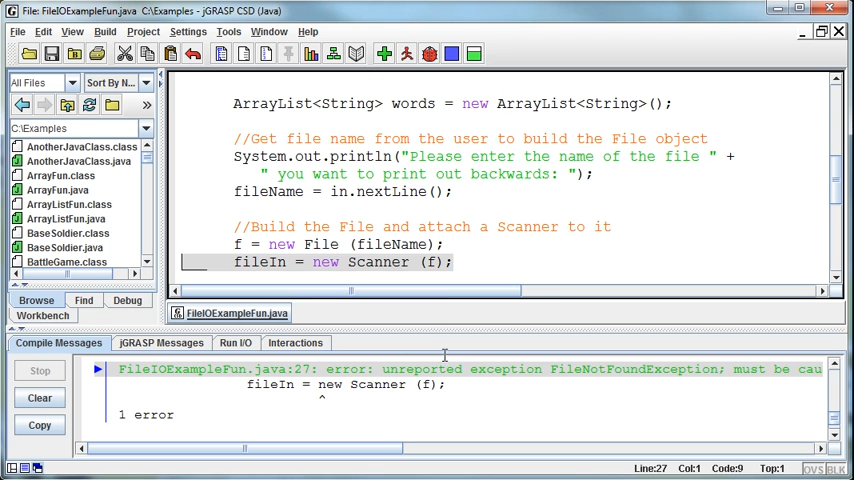 File: FileIOExampleFun.java C:\Examples - jGRASP CSD (Java)
File Edit View Build Project Settings Tools Window Help
All Files Sort By N...
C:\Examples
AnotherJavaClass.class
AnotherJavaClass.java
ArrayFun.class
ArrayFun.java
ArrayListFun.class
ArrayListFun.java
BaseSoldier.class
BaseSoldier.java
BattleGame.class
Browse Find Debug
Workbench
ArrayList<String> words = new ArrayList<String>();
//Get file name from the user to build the File object
System.out.println("Please enter the name of the file " +
" you want to print out backwards: ");
fileName = in.nextLine();
//Build the File and attach a Scanner to it
f = new File (fileName);
fileIn = new Scanner (f);
FileIOExampleFun.java
Compile Messages jGRASP Messages Run I/O Interactions
Stop
Clear
Copy
FileIOExampleFun.java:27: error: unreported exception FileNotFoundException; must be cau
fileIn = new Scanner (f);
^
1 error
Line:27 Col:1 Code:9 Top:1 OVS BLK